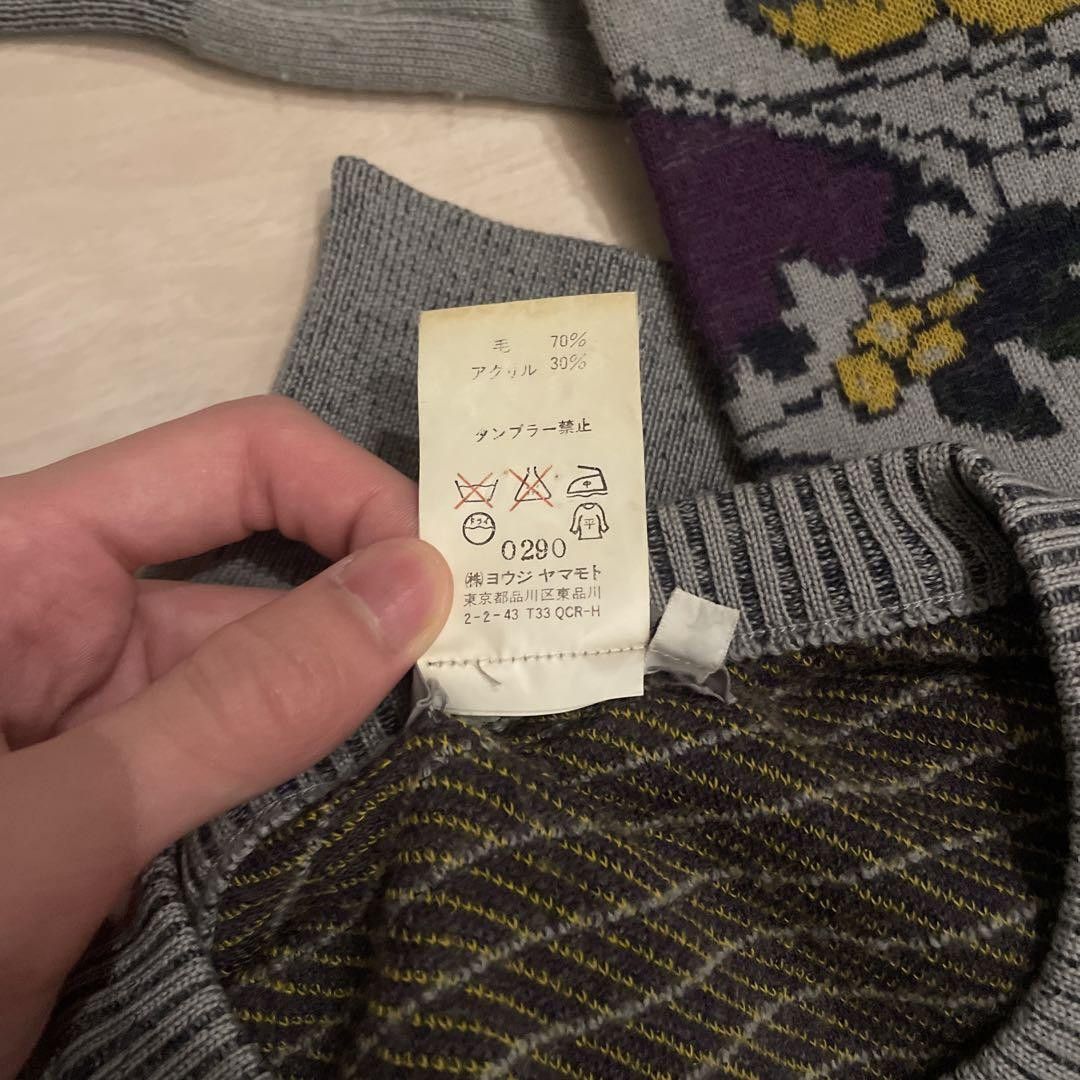 毛 70%
アクリル 30%
タンブラー禁止
中
ドライ 平
0290
㈱ヨウジ ヤマモト
東京都品川区東品川
2-2-43 T33 QCR-H